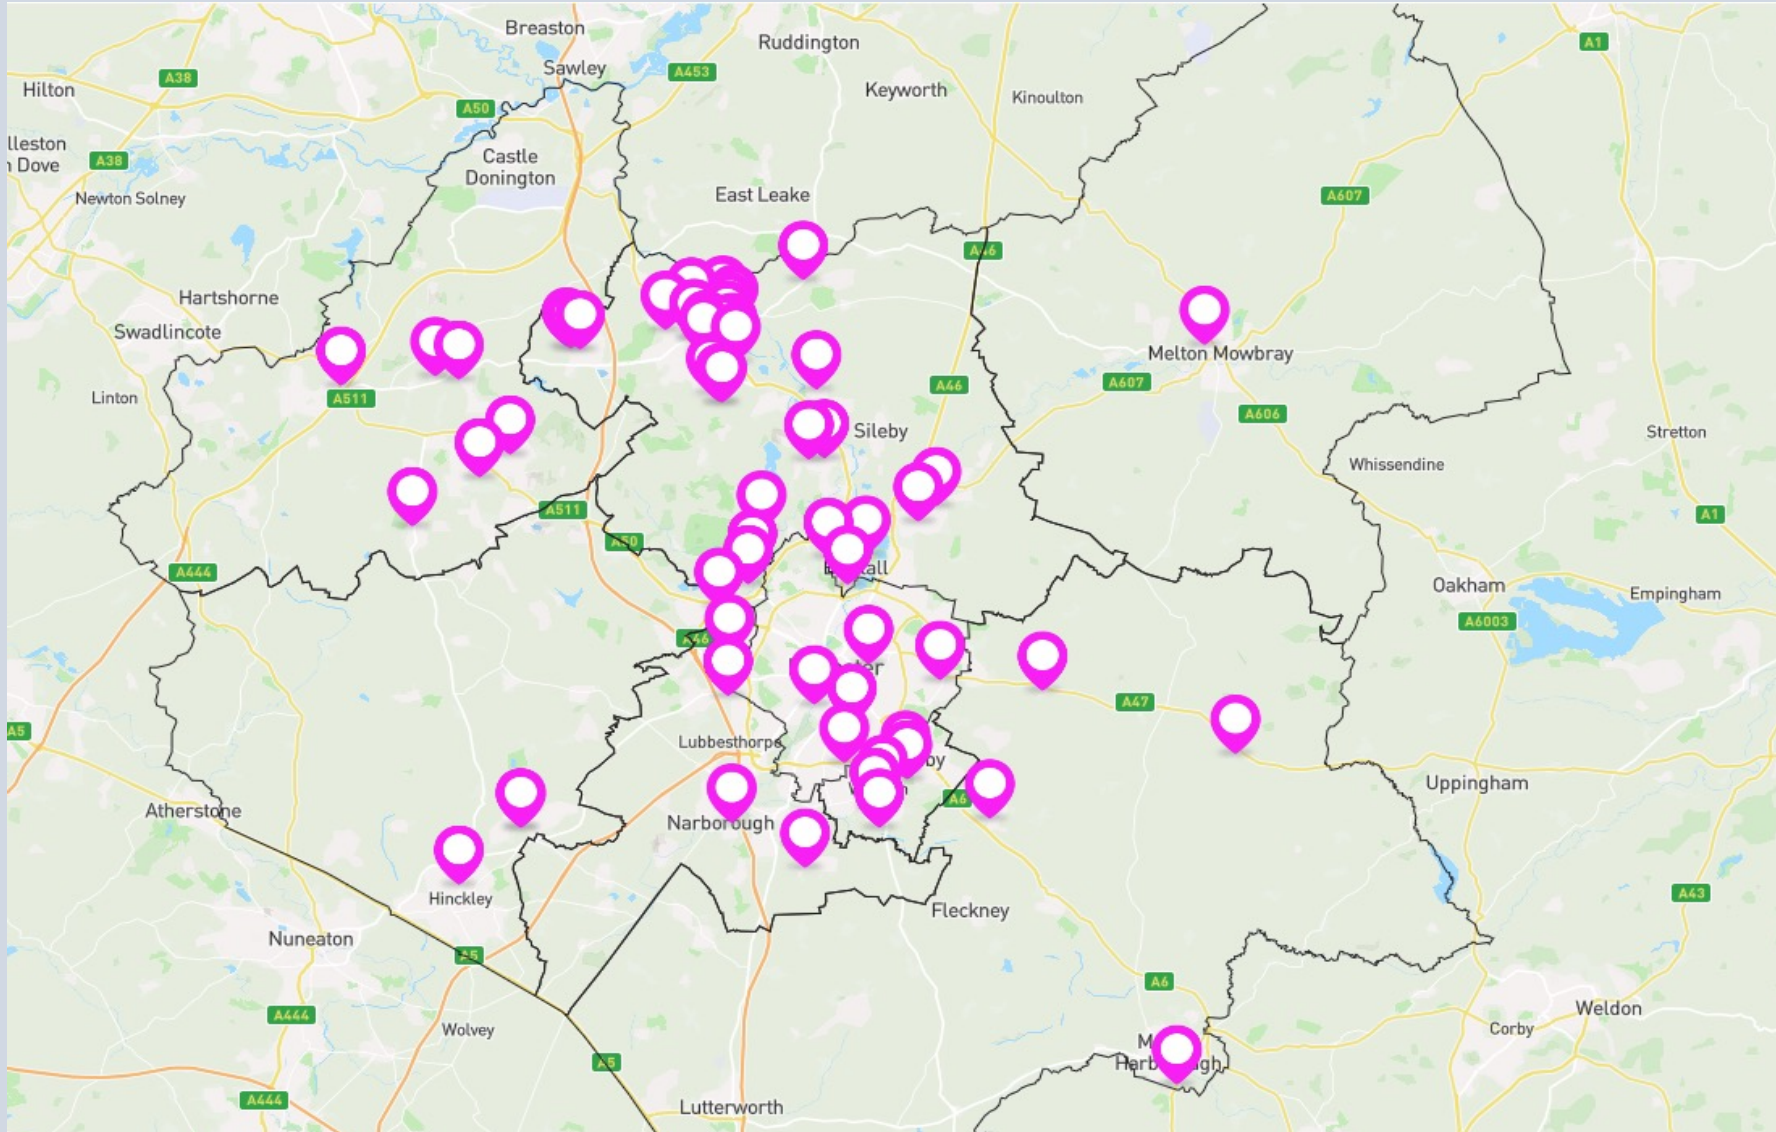 Breaston
Ruddington
A1
Sawley
A453
A38
Hilton
Keyworth
Kinoulton
A50
A38
Castle
Donington
A607
Newton Solney
East Leake
A46
Hartshorne
Swadlincote
Melton Mowbray
A607
A46
Linton
A511
A606
Sileby
Stretton
Whissendine
A511
A1
A50
A444
Oakham
Empingham
A6003
A46
A47
A5
Lubbesthorpe
Uppingham
A6
Atherstone
Narborough
A43
Hinckley
Fleckney
Nuneaton
A5
A6
A444
Weldon
Wolvey
Corby
A5
A444
Lutterworth